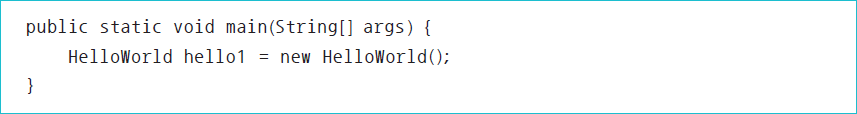 public static void main(String[] args) {
    HelloWorld hello1 = new HelloWorld();
}